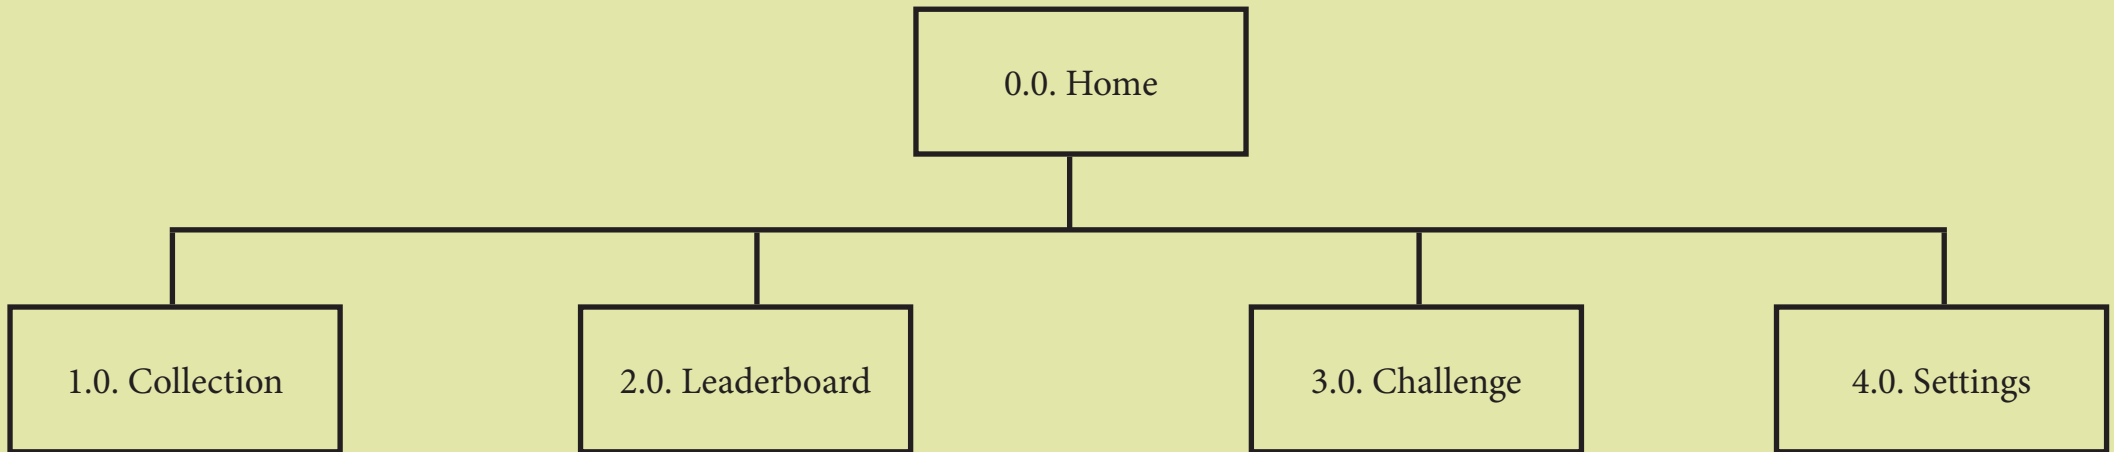 0.0. Home
1.0. Collection
2.0. Leaderboard
3.0. Challenge
4.0. Settings